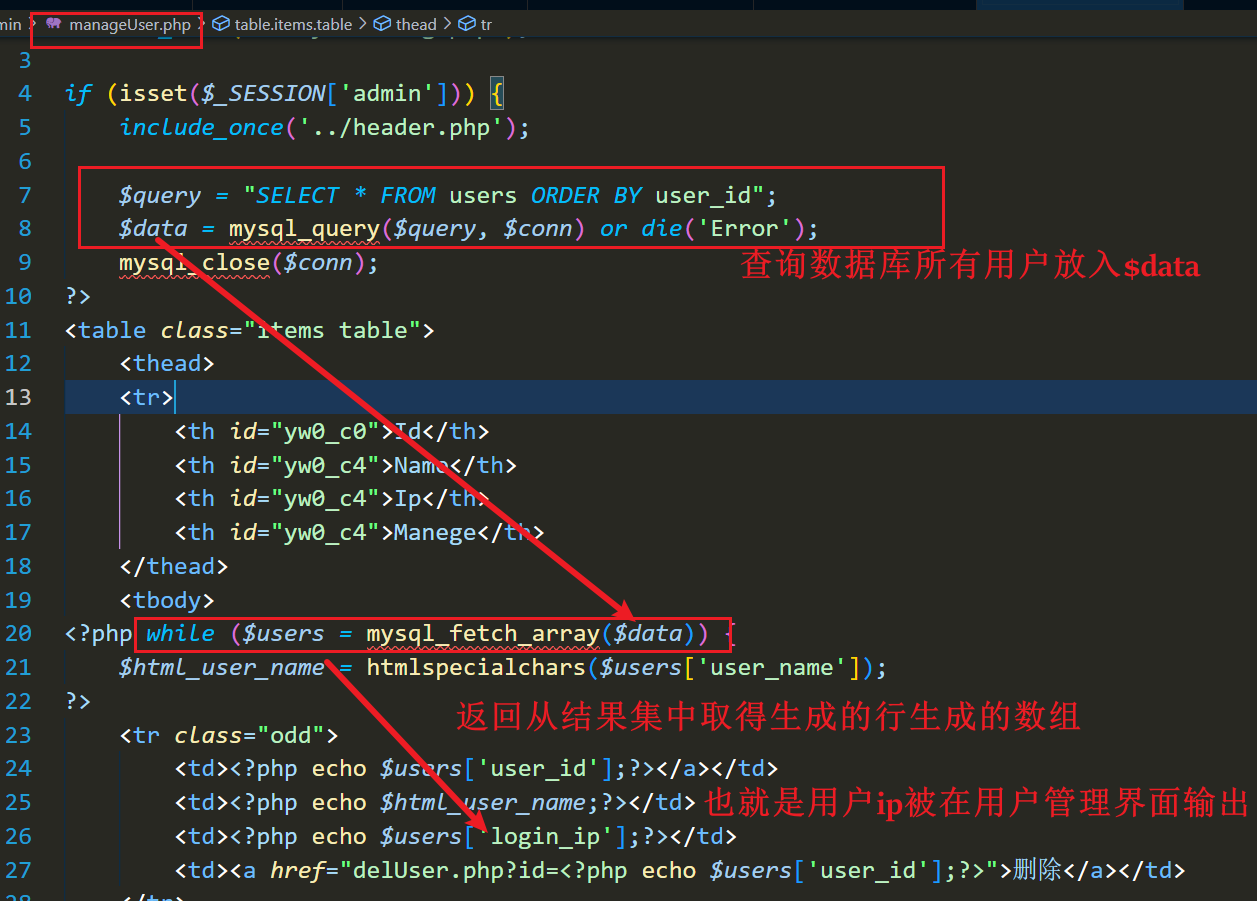 min > manageUser.php > table.items.table > thead > tr
3
4 if (isset($_SESSION['admin'])) {
5 include_once('../header.php');
6
7 $query = "SELECT * FROM users ORDER BY user_id";
8 $data = mysql_query($query, $conn) or die('Error');
9 mysql_close($conn);
查询数据库所有用户放入$data
10 ?>
11 <table class="items table">
12 <thead>
13 <tr>
14 <th id="yw0_c0">Id</th>
15 <th id="yw0_c4">Name</th>
16 <th id="yw0_c4">Ip</th>
17 <th id="yw0_c4">Manege</th>
18 </thead>
19 <tbody>
20 <?php while ($users = mysql_fetch_array($data)) {
21 $html_user_name = htmlspecialchars($users['user_name']);
22 ?>
返回从结果集中取得生成的行生成的数组
23 <tr class="odd">
24 <td><?php echo $users['user_id'];?></a></td>
25 <td><?php echo $html_user_name;?></td>
也就是用户ip被在用户管理界面输出
26 <td><?php echo $users['login_ip'];?></td>
27 <td><a href="delUser.php?id=<?php echo $users['user_id'];?>">删除</a></td>
28 </tr>